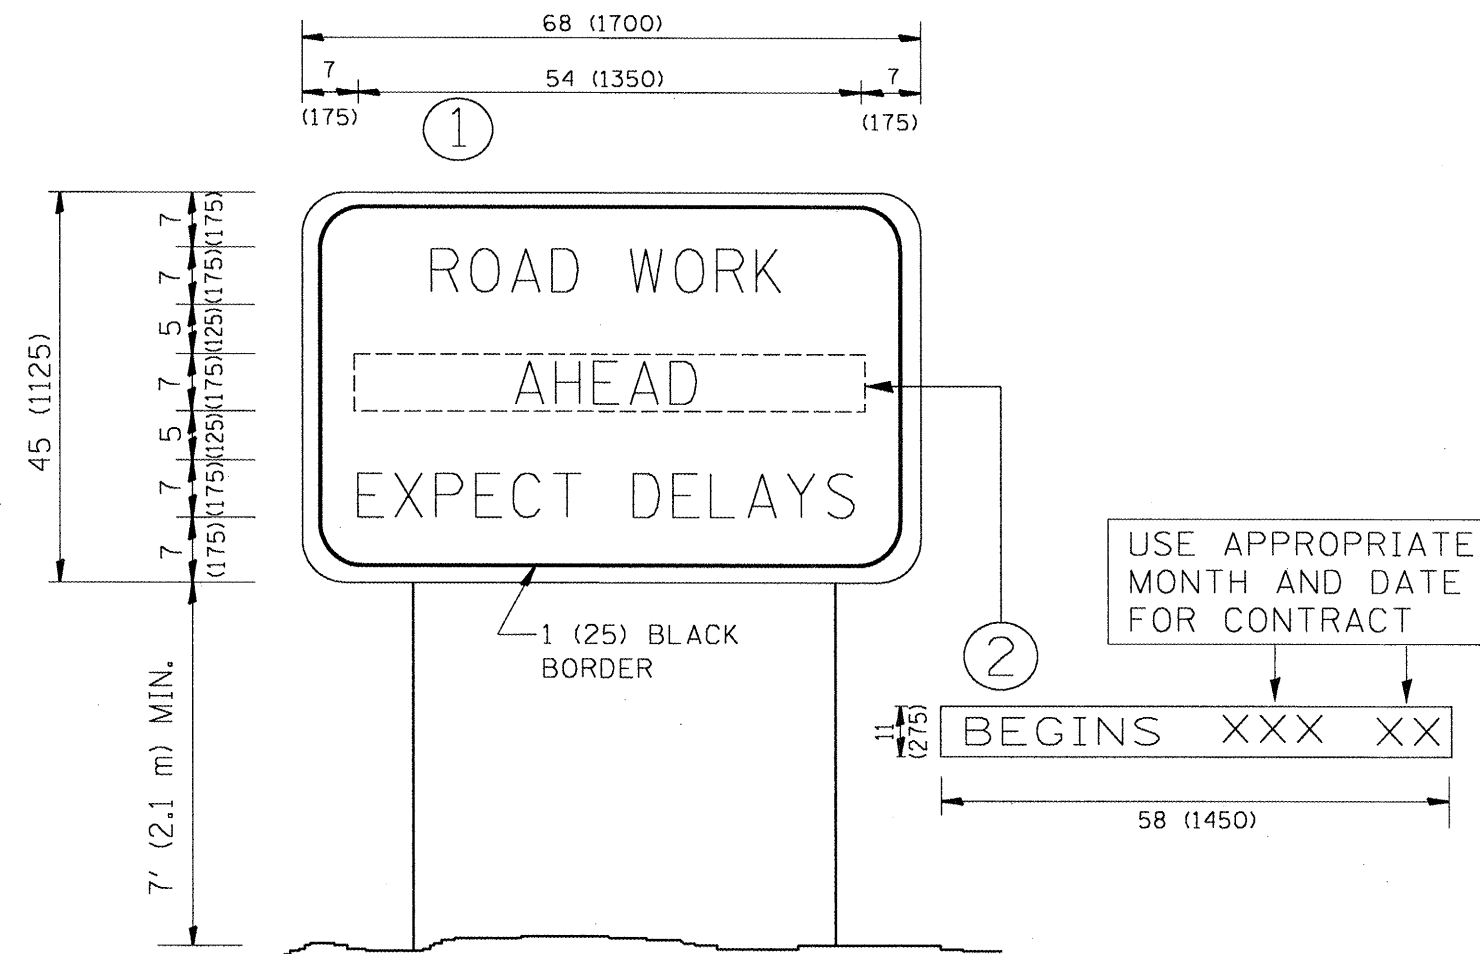 68 (1700)
7
54 (1350)
7
(175)
(175)
1
45 (1125)
7
(175)
7
(175)
5
(125)
7
(175)
5
(125)
7
(175)
7
(175)
ROAD WORK
AHEAD
EXPECT DELAYS
1 (25) BLACK
BORDER
7' (2.1 m) MIN.
2
USE APPROPRIATE
MONTH AND DATE
FOR CONTRACT
11
(275)
BEGINS XXX XX
58 (1450)